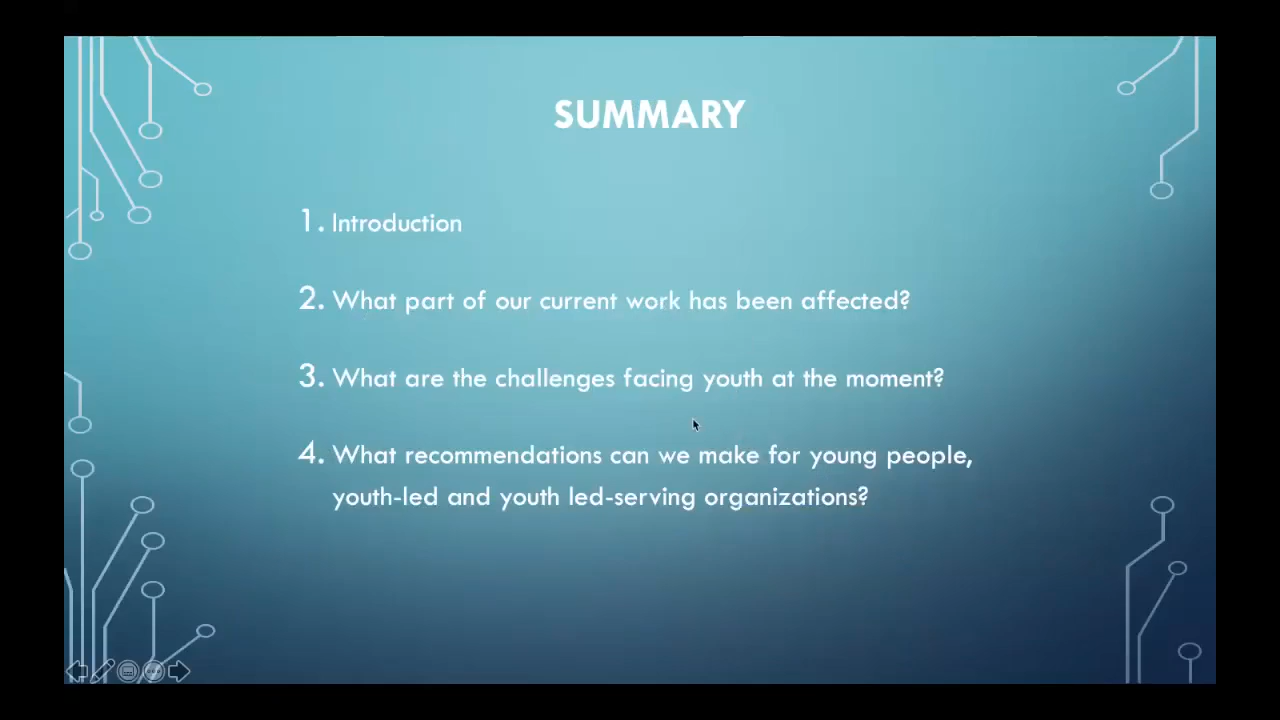 SUMMARY
1. Introduction
2. What part of our current work has been affected?
3. What are the challenges facing youth at the moment?
4. What recommendations can we make for young people,
youth-led and youth led-serving organizations?